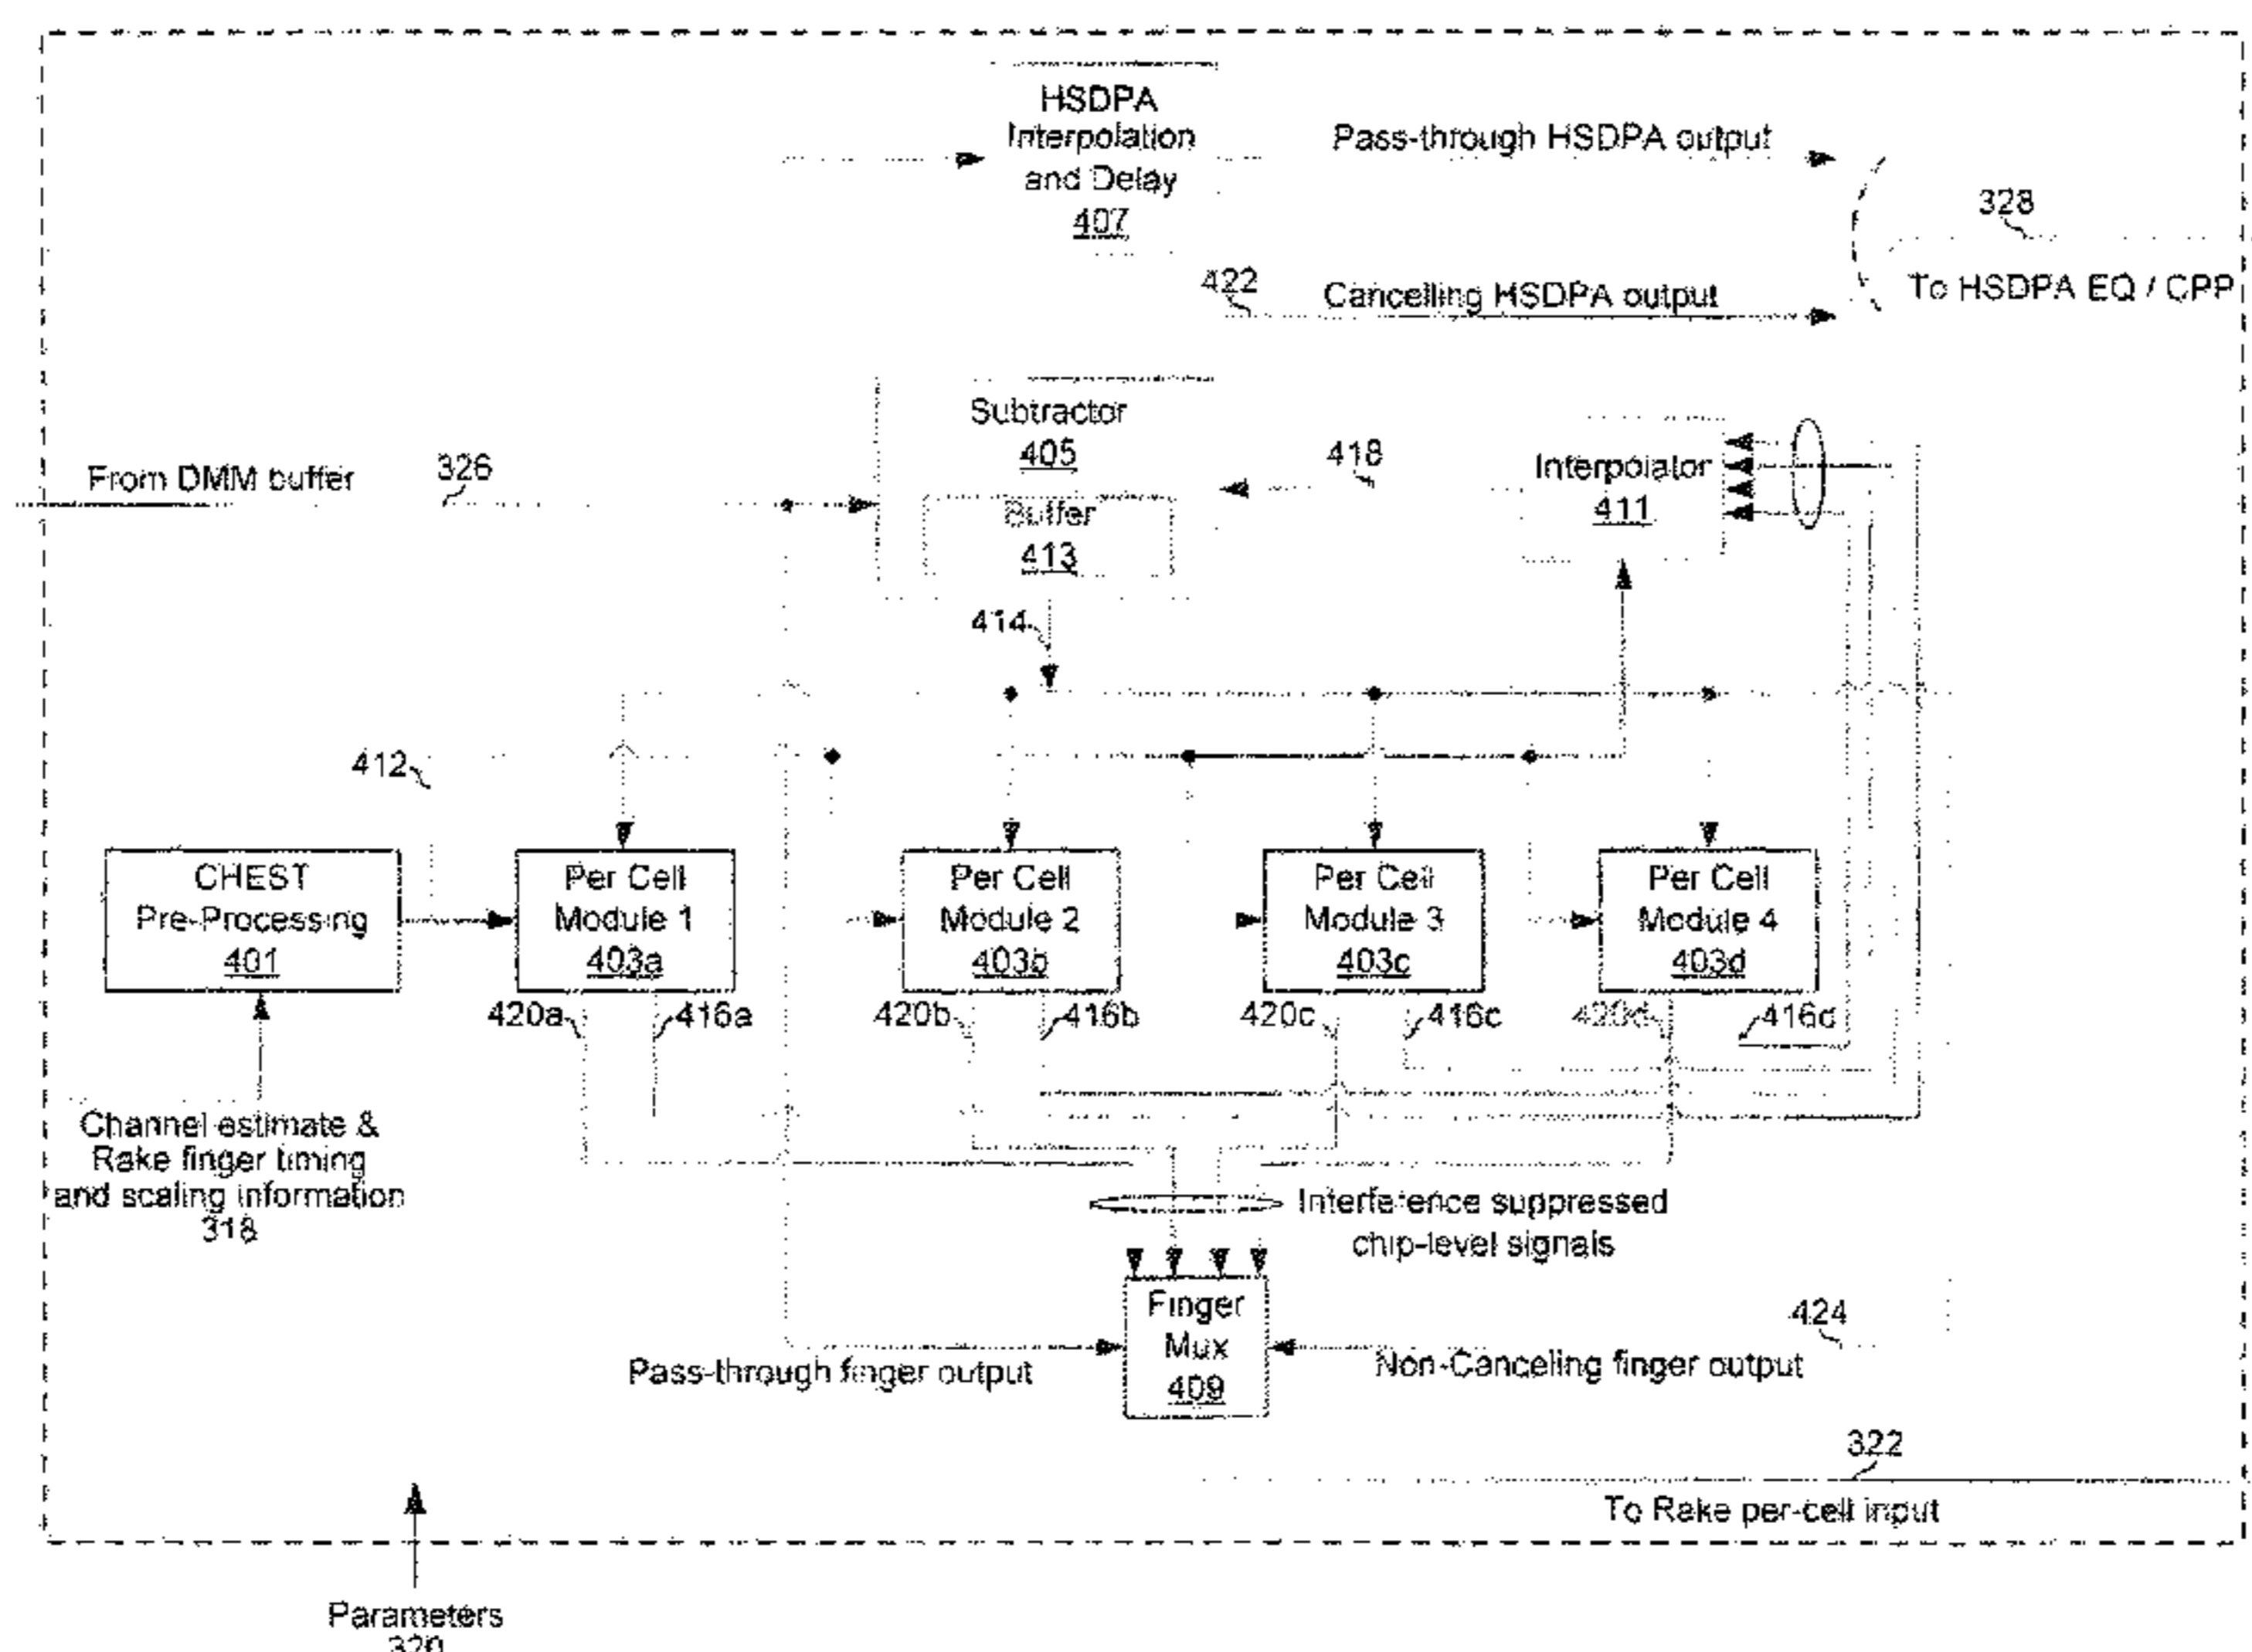 HSDPA
Interpolation
and Delay
407
Pass-through HSDPA output
328
422
Cancelling HSDPA output
To HSDPA EQ / CPP
Subtractor
405
418
Interpolator
411
From DMM buffer
326
Buffer
413
414
412
CHEST
Pre-Processing
401
Per Cell
Module 1
403a
Per Cell
Module 2
403b
Per Cell
Module 3
403c
Per Cell
Module 4
403d
420a
416a
420b
416b
420c
416c
420d
416d
Channel estimate &
Rake finger timing
and scaling information
318
Interference suppressed
chip-level signals
Finger
Mux
409
424
Pass-through finger output
Non-Canceling finger output
322
To Rake per-cell input
Parameters
320